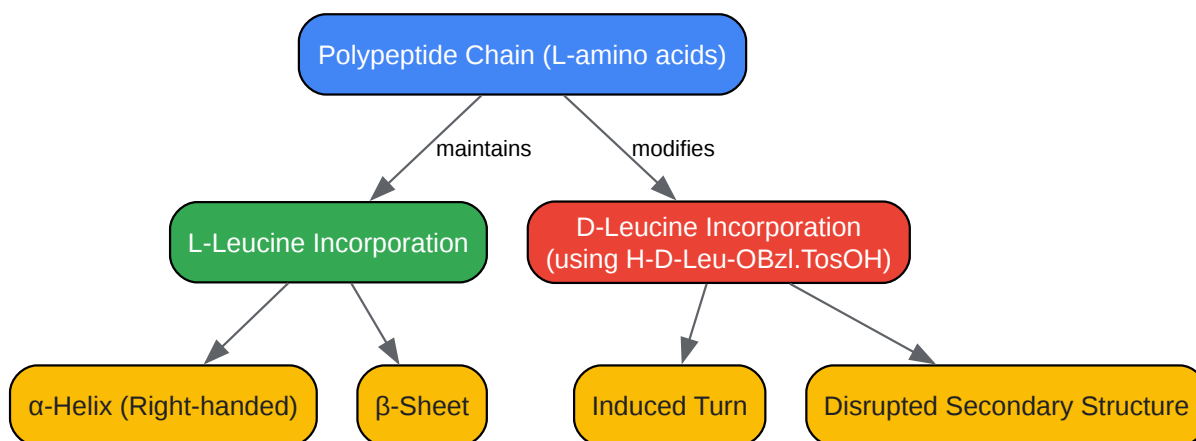 Polypeptide Chain (L-amino acids)
maintains
modifies
L-Leucine Incorporation
D-Leucine Incorporation
(using H-D-Leu-OBzl.TosOH)
α-Helix (Right-handed)
β-Sheet
Induced Turn
Disrupted Secondary Structure